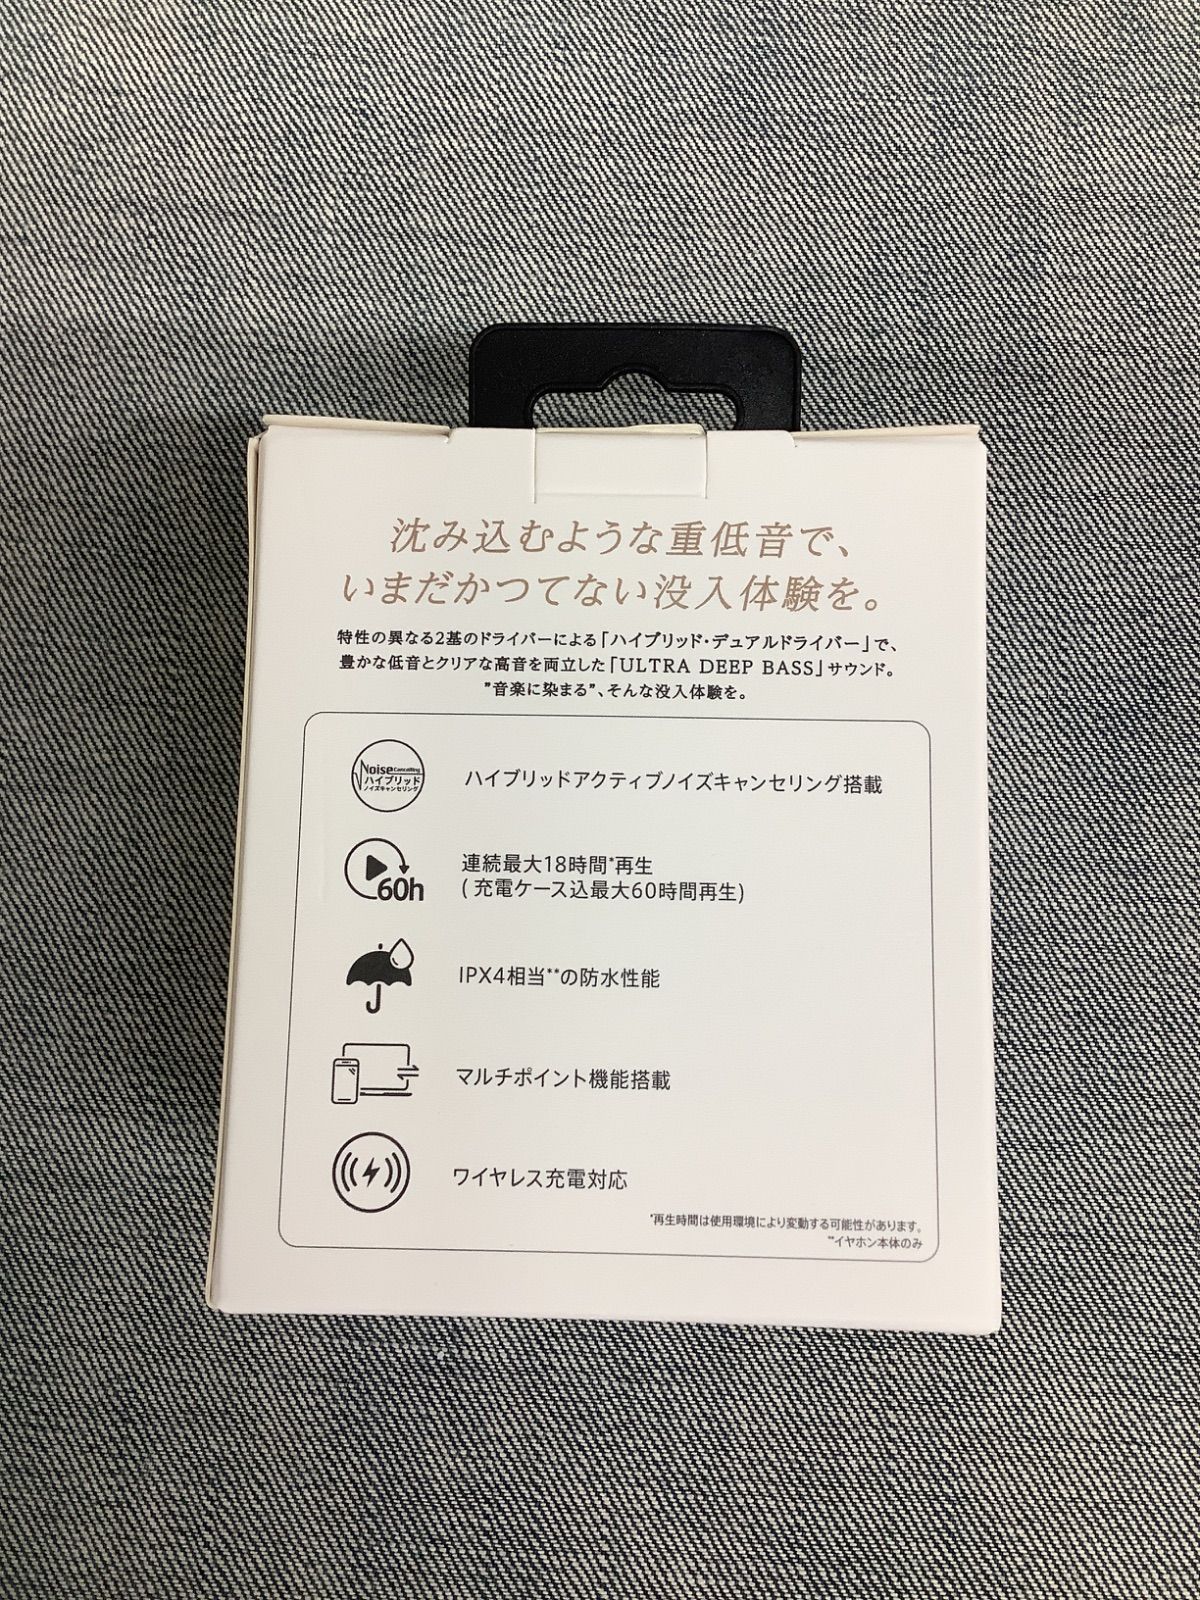 沈み込むような重低音で、
いまだかつてない没入体験を。
特性の異なる2基のドライバーによる「ハイブリッド・デュアルドライバー」で、
豊かな低音とクリアな高音を両立した「ULTRA DEEP BASS」サウンド。
"音楽に染まる"、そんな没入体験を。
Noise Cancelling
ハイブリッド
ノイズキャンセリング
ハイブリッドアクティブノイズキャンセリング搭載
60h
連続最大18時間*再生
(充電ケース込最大60時間再生)
IPX4相当**の防水性能
マルチポイント機能搭載
ワイヤレス充電対応
*再生時間は使用環境により変動する可能性があります。
**イヤホン本体のみ